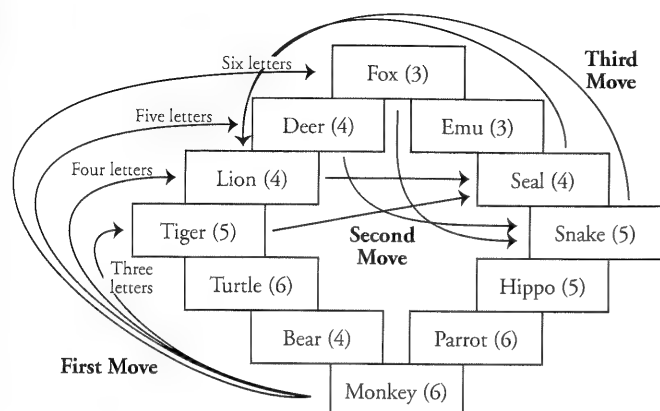 Six letters
Fox (3)
Third
Move
Five letters
Deer (4)
Emu (3)
Four letters
Lion (4)
Seal (4)
Tiger (5)
Second
Move
Snake (5)
Three
letters
Turtle (6)
Hippo (5)
Bear (4)
Parrot (6)
First Move
Monkey (6)